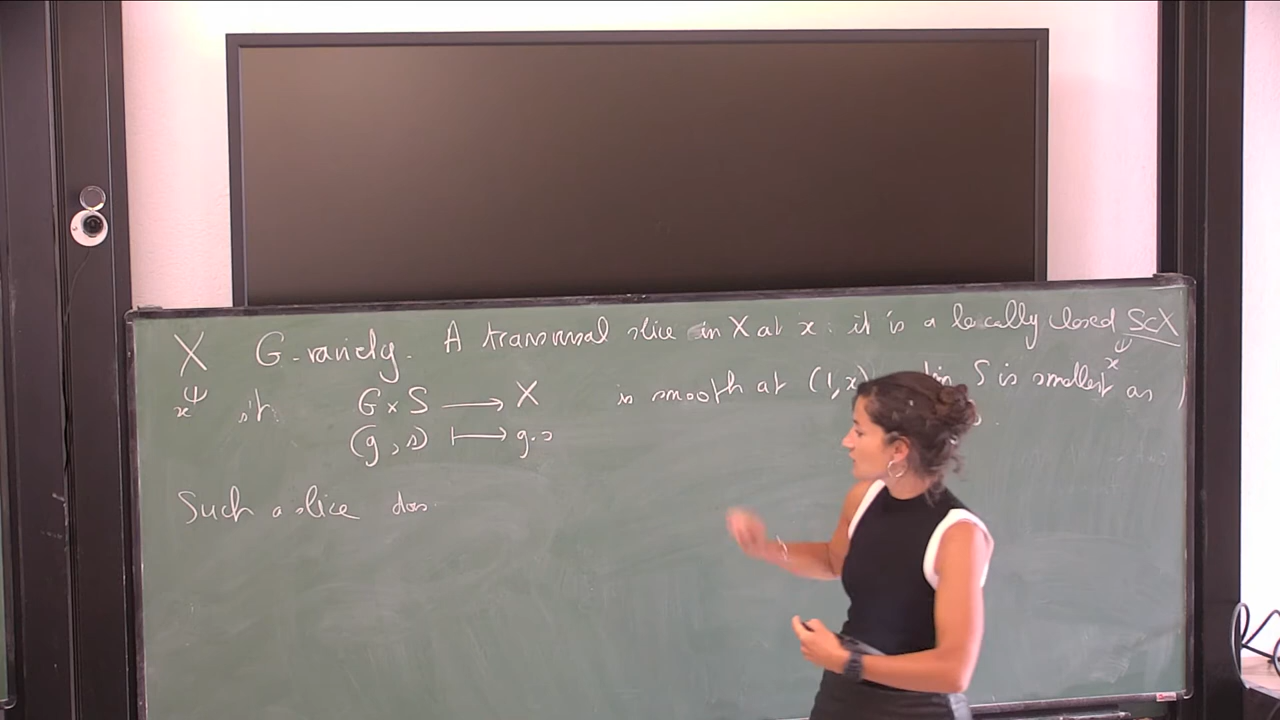 X G-variety. A transversal slice in X at x : it is a locally closed S⊂X
x s.t. G × S ⟶ X is smooth at (1,x) dim S is smallest as
x
(g,s) ⟼ g.s
Such a slice does